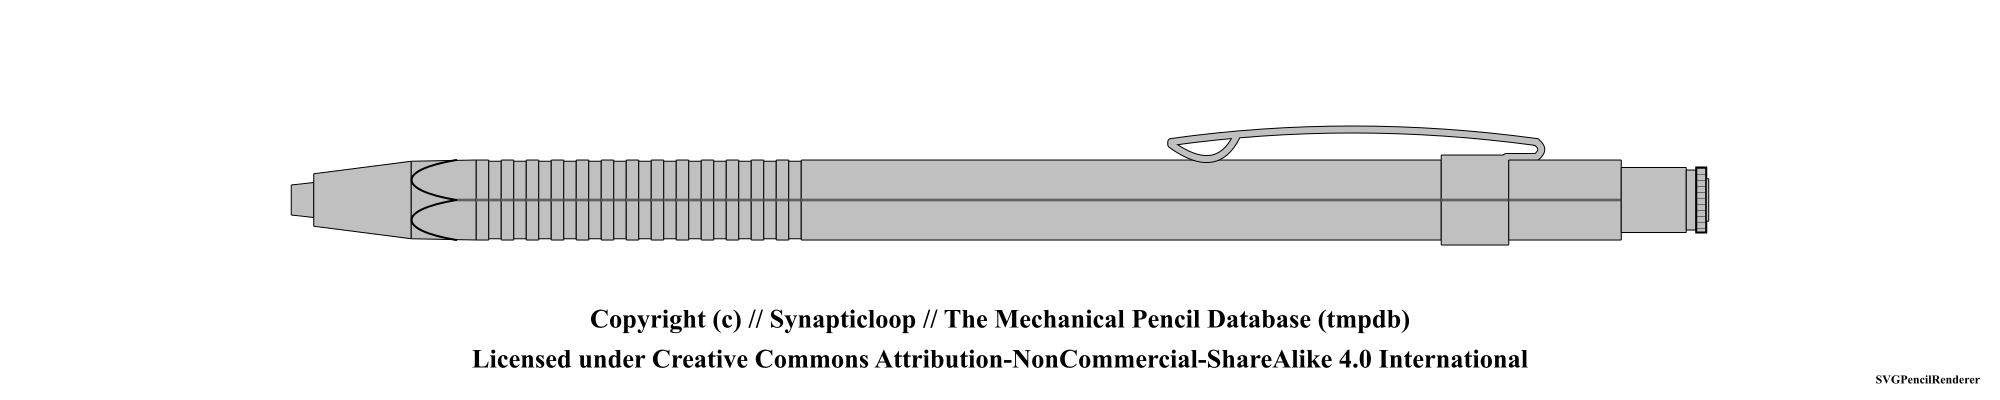 Copyright (c) // Synapticloop // The Mechanical Pencil Database (tmpdb)
Licensed under Creative Commons Attribution-NonCommercial-ShareAlike 4.0 International
SVGPencilRenderer